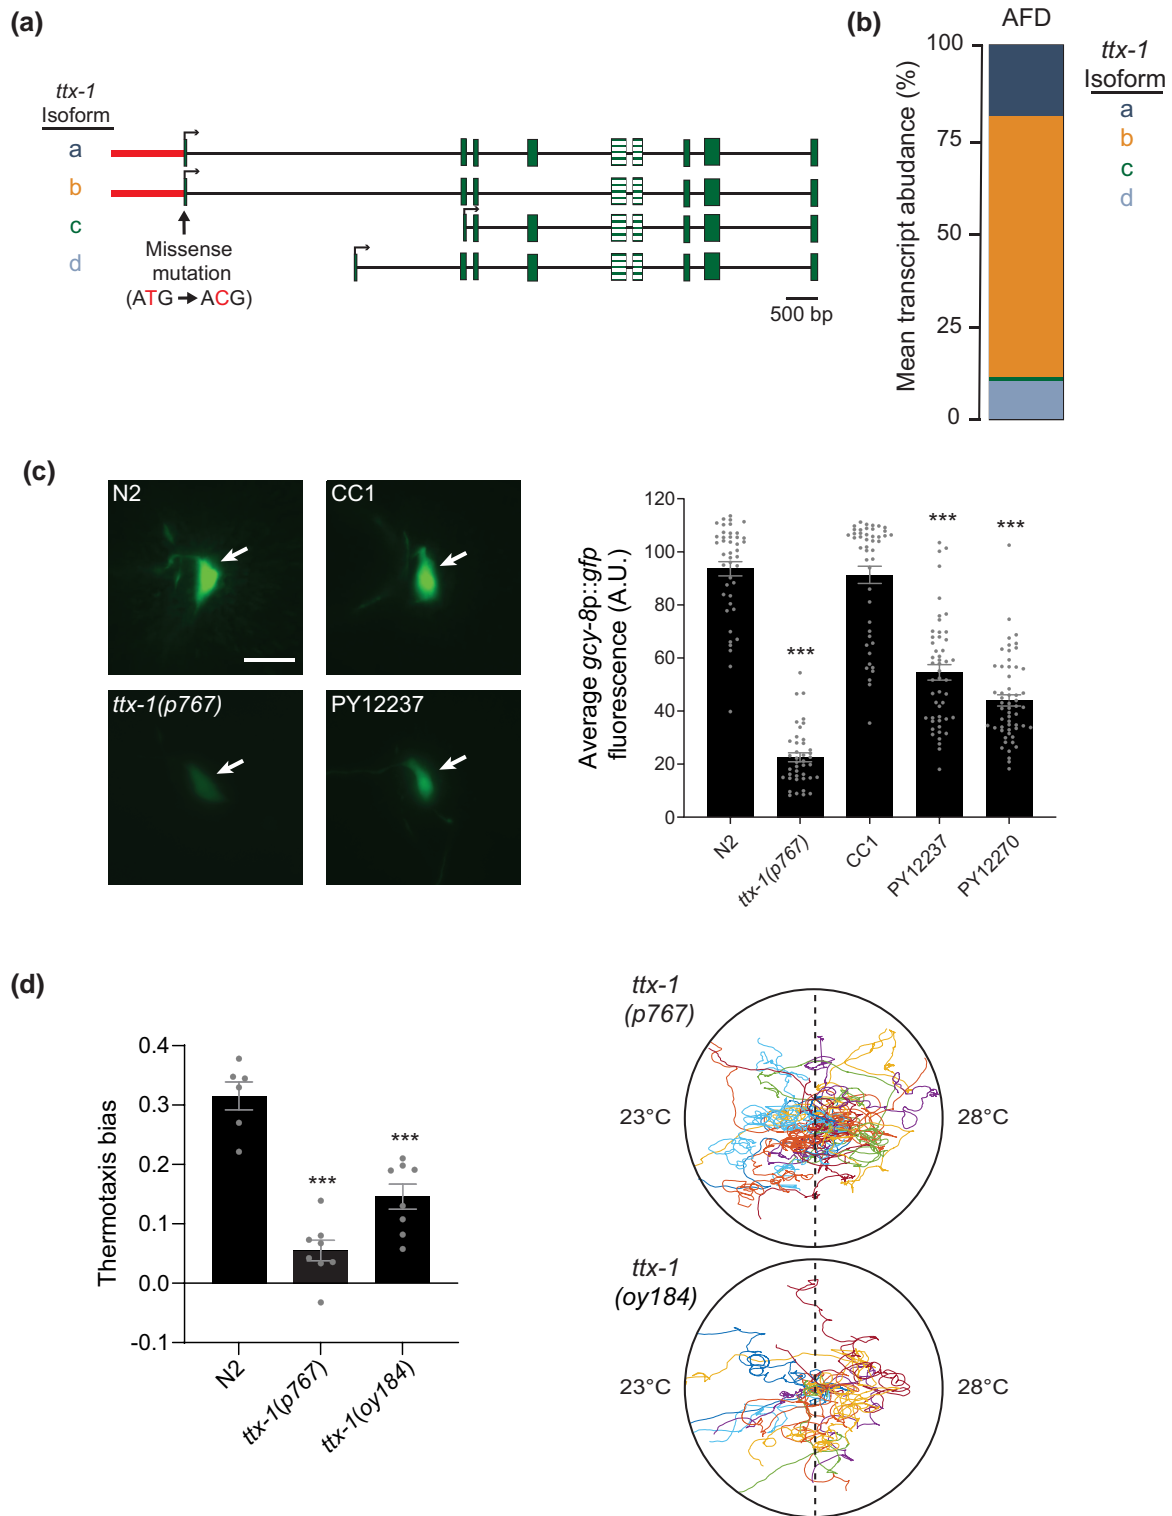 (a)
ttx-1
Isoform
a
b
c
d
Missense
mutation
(ATG→ACG)
500 bp
(b)
AFD
Mean transcript abudance (%)
100
75
50
25
0
ttx-1
Isoform
a
b
c
d
(c)
N2
CC1
ttx-1(p767)
PY12237
Average gcy-8p::gfp
fluorescence (A.U.)
120
100
80
60
40
20
0
***
***
***
N2
ttx-1(p767)
CC1
PY12237
PY12270
(d)
Thermotaxis bias
0.4
0.3
0.2
0.1
0.0
-0.1
***
***
N2
ttx-1(p767)
ttx-1(oy184)
ttx-1
(p767)
23°C
28°C
ttx-1
(oy184)
23°C
28°C